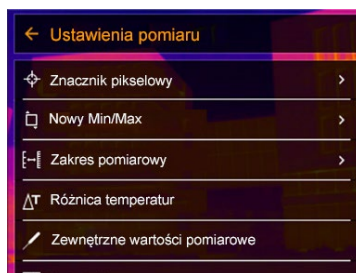 Ustawienia pomiaru
Znacznik pikselowy
Nowy Min/Max
Zakres pomiarowy
Różnica temperatur
Zewnętrzne wartości pomiarowe